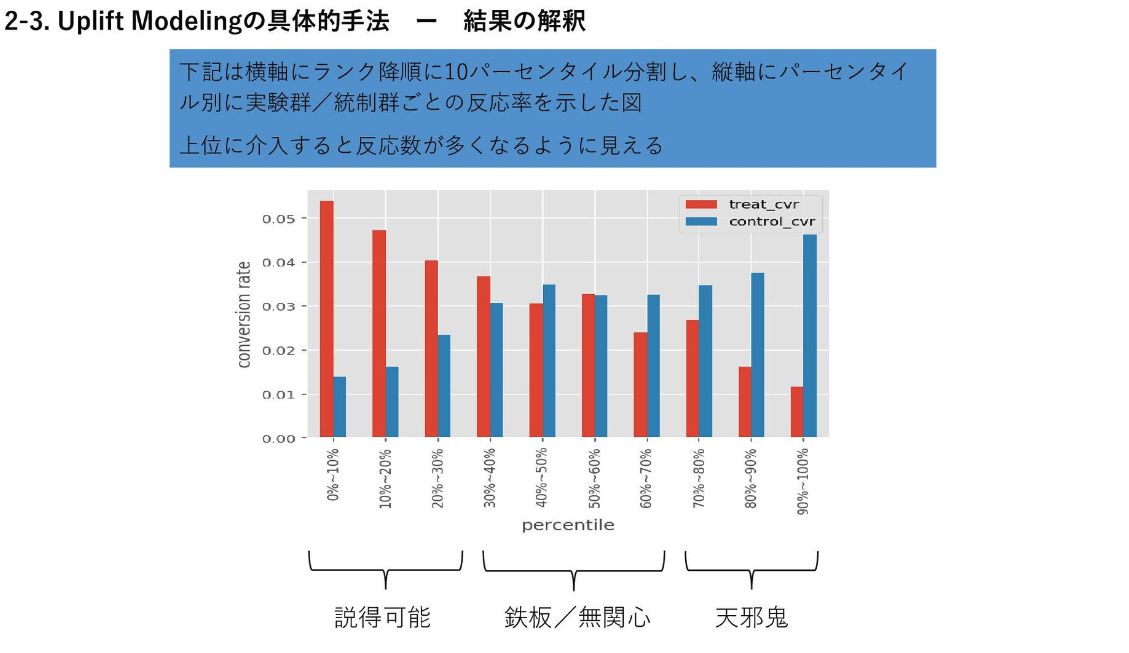 2-3. Uplift Modelingの具体的手法　ー　結果の解釈
下記は横軸にランク降順に10パーセンタイル分割し、縦軸にパーセンタイ
ル別に実験群／統制群ごとの反応率を示した図
上位に介入すると反応数が多くなるように見える
treat_cvr
control_cvr
conversion rate
0.05
0.04
0.03
0.02
0.01
0.00
0%~10%
10%~20%
20%~30%
30%~40%
40%~50%
50%~60%
60%~70%
70%~80%
80%~90%
90%~100%
percentile
説得可能
鉄板／無関心
天邪鬼